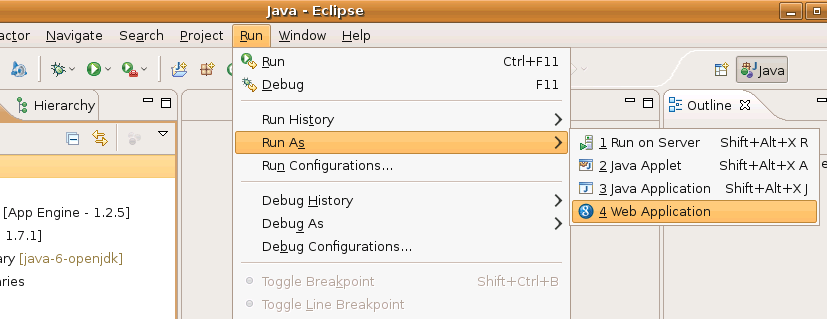 Java - Eclipse
actor Navigate Search Project Run Window Help
Run Ctrl+F11
Java
Debug F11
Hierarchy
Outline
Run History
Run As
1 Run on Server Shift+Alt+X R
Run Configurations...
2 Java Applet Shift+Alt+X A
3 Java Application Shift+Alt+X J
Debug History
4 Web Application
[App Engine - 1.2.5]
Debug As
1.7.1]
Debug Configurations...
ary [java-6-openjdk]
aries
Toggle Breakpoint Shift+Ctrl+B
Toggle Line Breakpoint